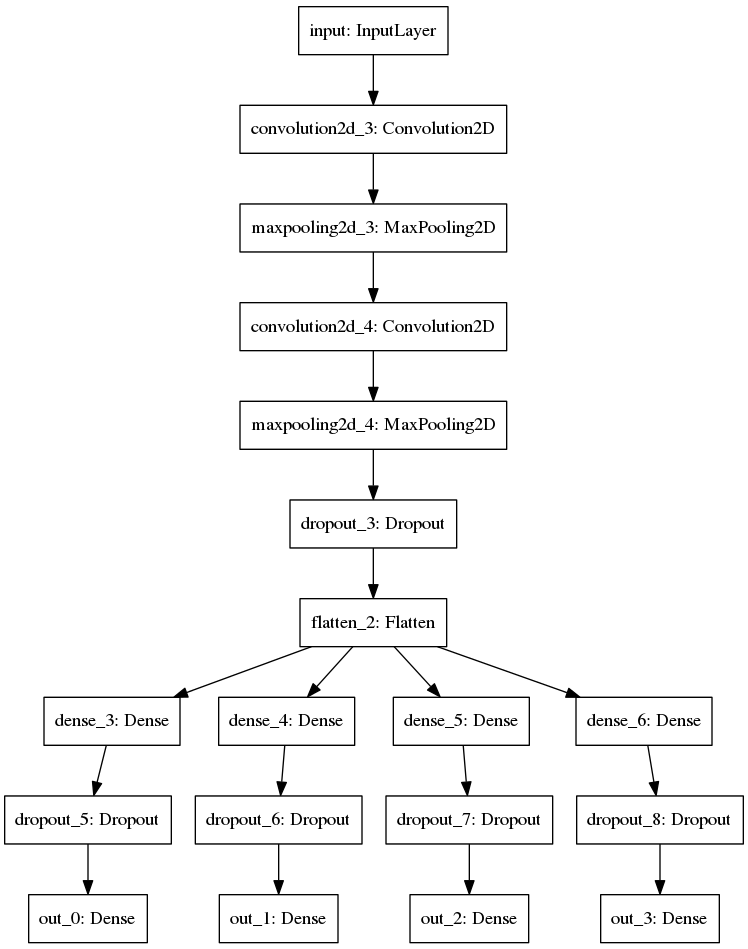 input: InputLayer
convolution2d_3: Convolution2D
maxpooling2d_3: MaxPooling2D
convolution2d_4: Convolution2D
maxpooling2d_4: MaxPooling2D
dropout_3: Dropout
flatten_2: Flatten
dense_3: Dense
dense_4: Dense
dense_5: Dense
dense_6: Dense
dropout_5: Dropout
dropout_6: Dropout
dropout_7: Dropout
dropout_8: Dropout
out_0: Dense
out_1: Dense
out_2: Dense
out_3: Dense